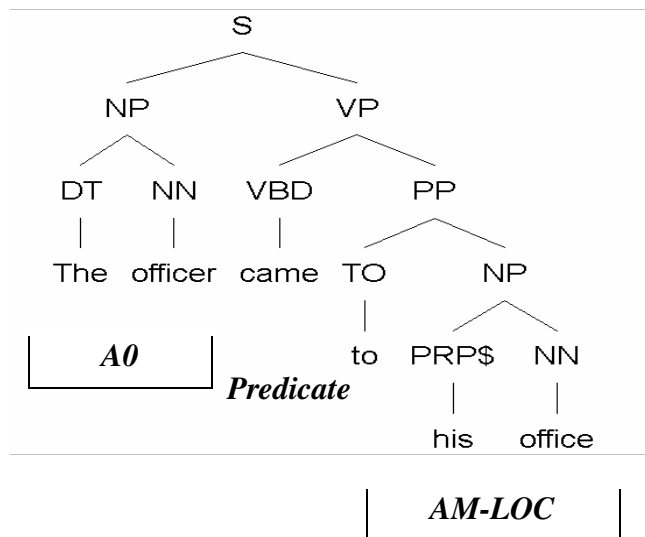 S
NP VP
DT NN VBD PP
The officer came TO NP
A0 to PRP$ NN
Predicate
his office
AM-LOC